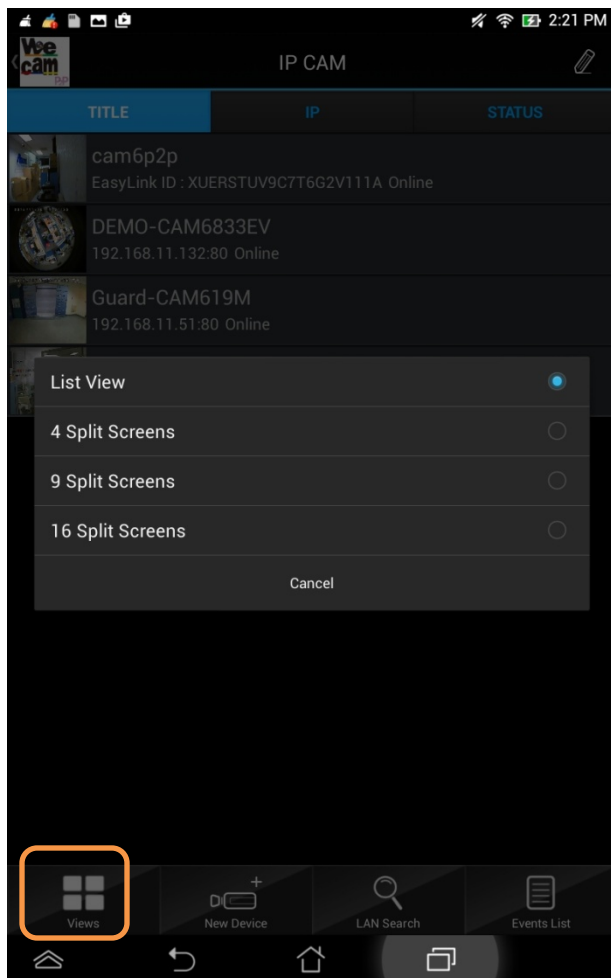 2:21 PM
Wee
cam
p2p
IP CAM
TITLE IP STATUS
cam6p2p
EasyLink ID : XUERSTUV9C7T6G2V111A Online
DEMO-CAM6833EV
192.168.11.132:80 Online
Guard-CAM619M
192.168.11.51:80 Online
List View
4 Split Screens
9 Split Screens
16 Split Screens
Cancel
Views New Device LAN Search Events List